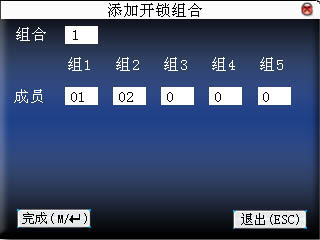 添加开锁组合
组合 1
组1 组2 组3 组4 组5
成员 01 02 0 0 0
完成(M/↵) 退出(ESC)